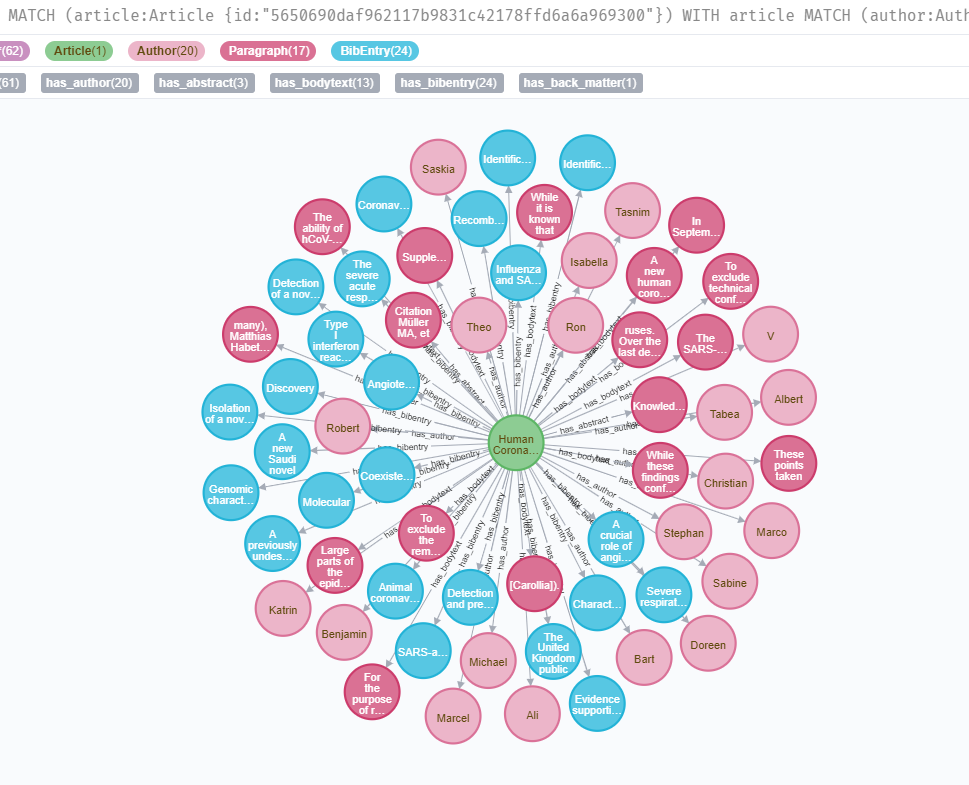 MATCH (article:Article {id:"5650690daf962117b9831c42178ffd6a6a969300"}) WITH article MATCH (author:Auth
(62)
Article(1)
Author(20)
Paragraph(17)
BibEntry(24)
(61)
has_author(20)
has_abstract(3)
has_bodytext(13)
has_bibentry(24)
has_back_matter(1)
Saskia
Identific...
Identific...
Coronav...
Recomb...
While
it is
known
that
Tasnim
The
ability of
hCoV-...
Supple...
In
Septem...
Isabella
The
severe
acute
resp...
Influenza
and SA...
A
new
human
coro...
To
exclude
technical
conf...
Detection
of a nov...
many),
Matthias
Habet...
Citation
Müller
MA, et
Theo
Ron
Type
I
interferon
reac...
ruses.
Over the
last de...
The
SARS-...
V
Discovery
Angiote...
Isolation
of a nov...
Knowled...
Tabea
Albert
Robert
Human
Corona...
A
new
Saudi
novel
Coexiste...
While
these
findings
conf...
Christian
These
points
taken
Genomic
charact...
Molecular
A
previously
undes...
To
exclude
the
rem...
A
crucial
role of
angi...
Stephan
Marco
Large
parts of
the
epid...
Sabine
Katrin
Animal
coronav...
Detection
and pre...
[Carollia]).
Charact...
Severe
respirat...
Benjamin
SARS-a...
Michael
The
United
Kingdom
public
Bart
Doreen
For
the
purpose
of r...
Marcel
Ali
Evidence
supporti...
has_bibentry
has_bodytext
has_author
has_abstract